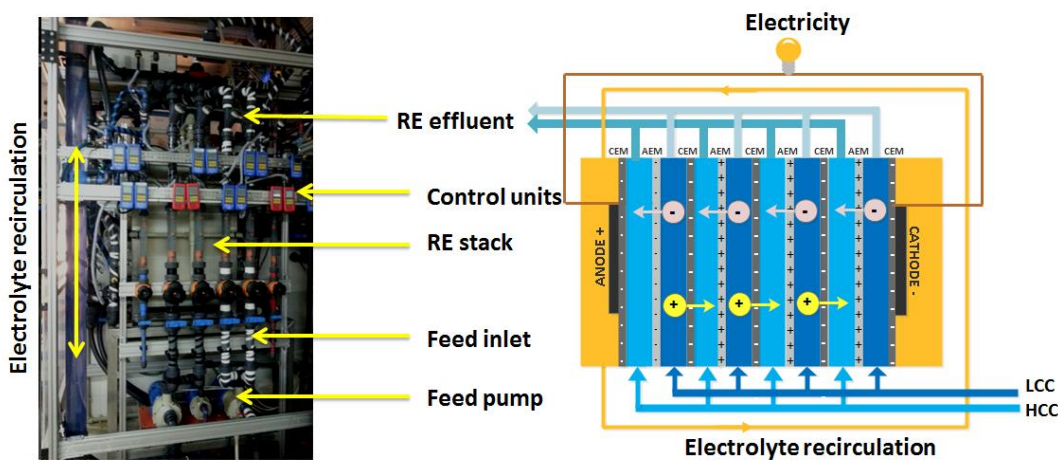 Electricity
RE effluent
Control units
RE stack
Feed inlet
Feed pump
Electrolyte recirculation
CEM AEM CEM AEM CEM AEM CEM AEM CEM
ANODE +
CATHODE -
LCC
HCC
Electrolyte recirculation